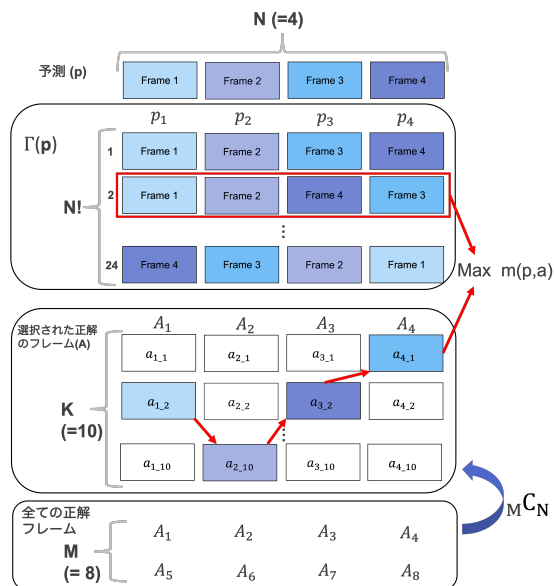 N (=4)
予測 (p)
Frame 1 Frame 2 Frame 3 Frame 4
Γ(p)
p₁ p₂ p₃ p₄
1 Frame 1 Frame 2 Frame 3 Frame 4
N!
2 Frame 1 Frame 2 Frame 4 Frame 3
⋮
24 Frame 4 Frame 3 Frame 2 Frame 1
Max m(p,a)
選択された正解
のフレーム(A)
A₁ A₂ A₃ A₄
a₁_₁ a₂_₁ a₃_₁ a₄_₁
K
(=10)
a₁_₂ a₂_₂ a₃_₂ a₄_₂
⋮
a₁_₁₀ a₂_₁₀ a₃_₁₀ a₄_₁₀
MCN
全ての正解
フレーム
M
(= 8)
A₁ A₂ A₃ A₄
A₅ A₆ A₇ A₈